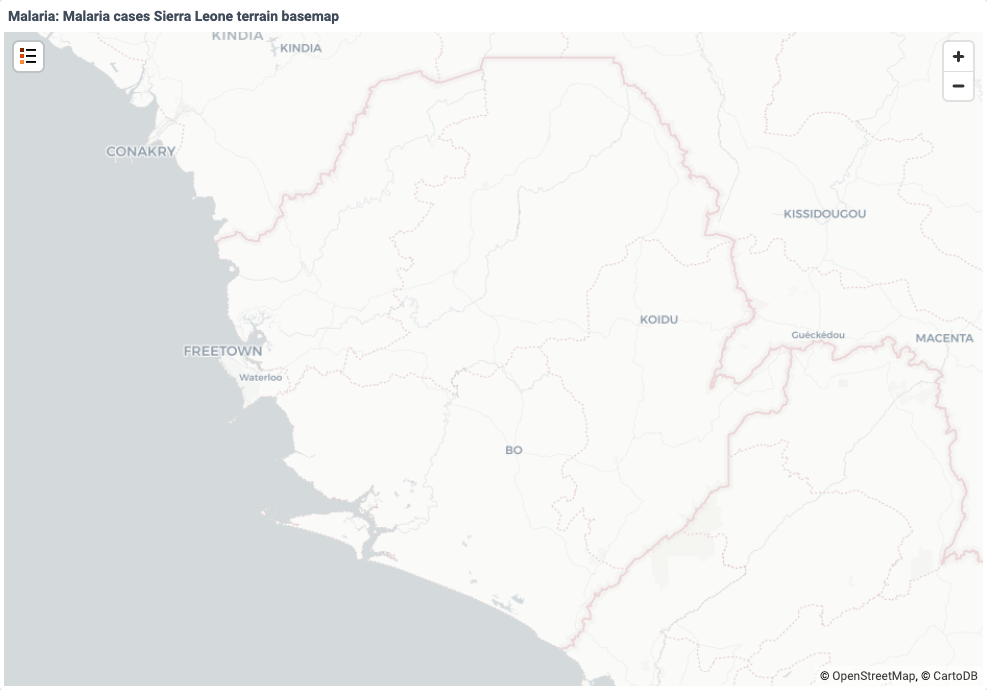 Malaria: Malaria cases Sierra Leone terrain basemap
KINDIA
KINDIA
CONAKRY
KISSIDOUGOU
KOIDU
Guéckédou
MACENTA
FREETOWN
Waterloo
BO
© OpenStreetMap, © CartoDB